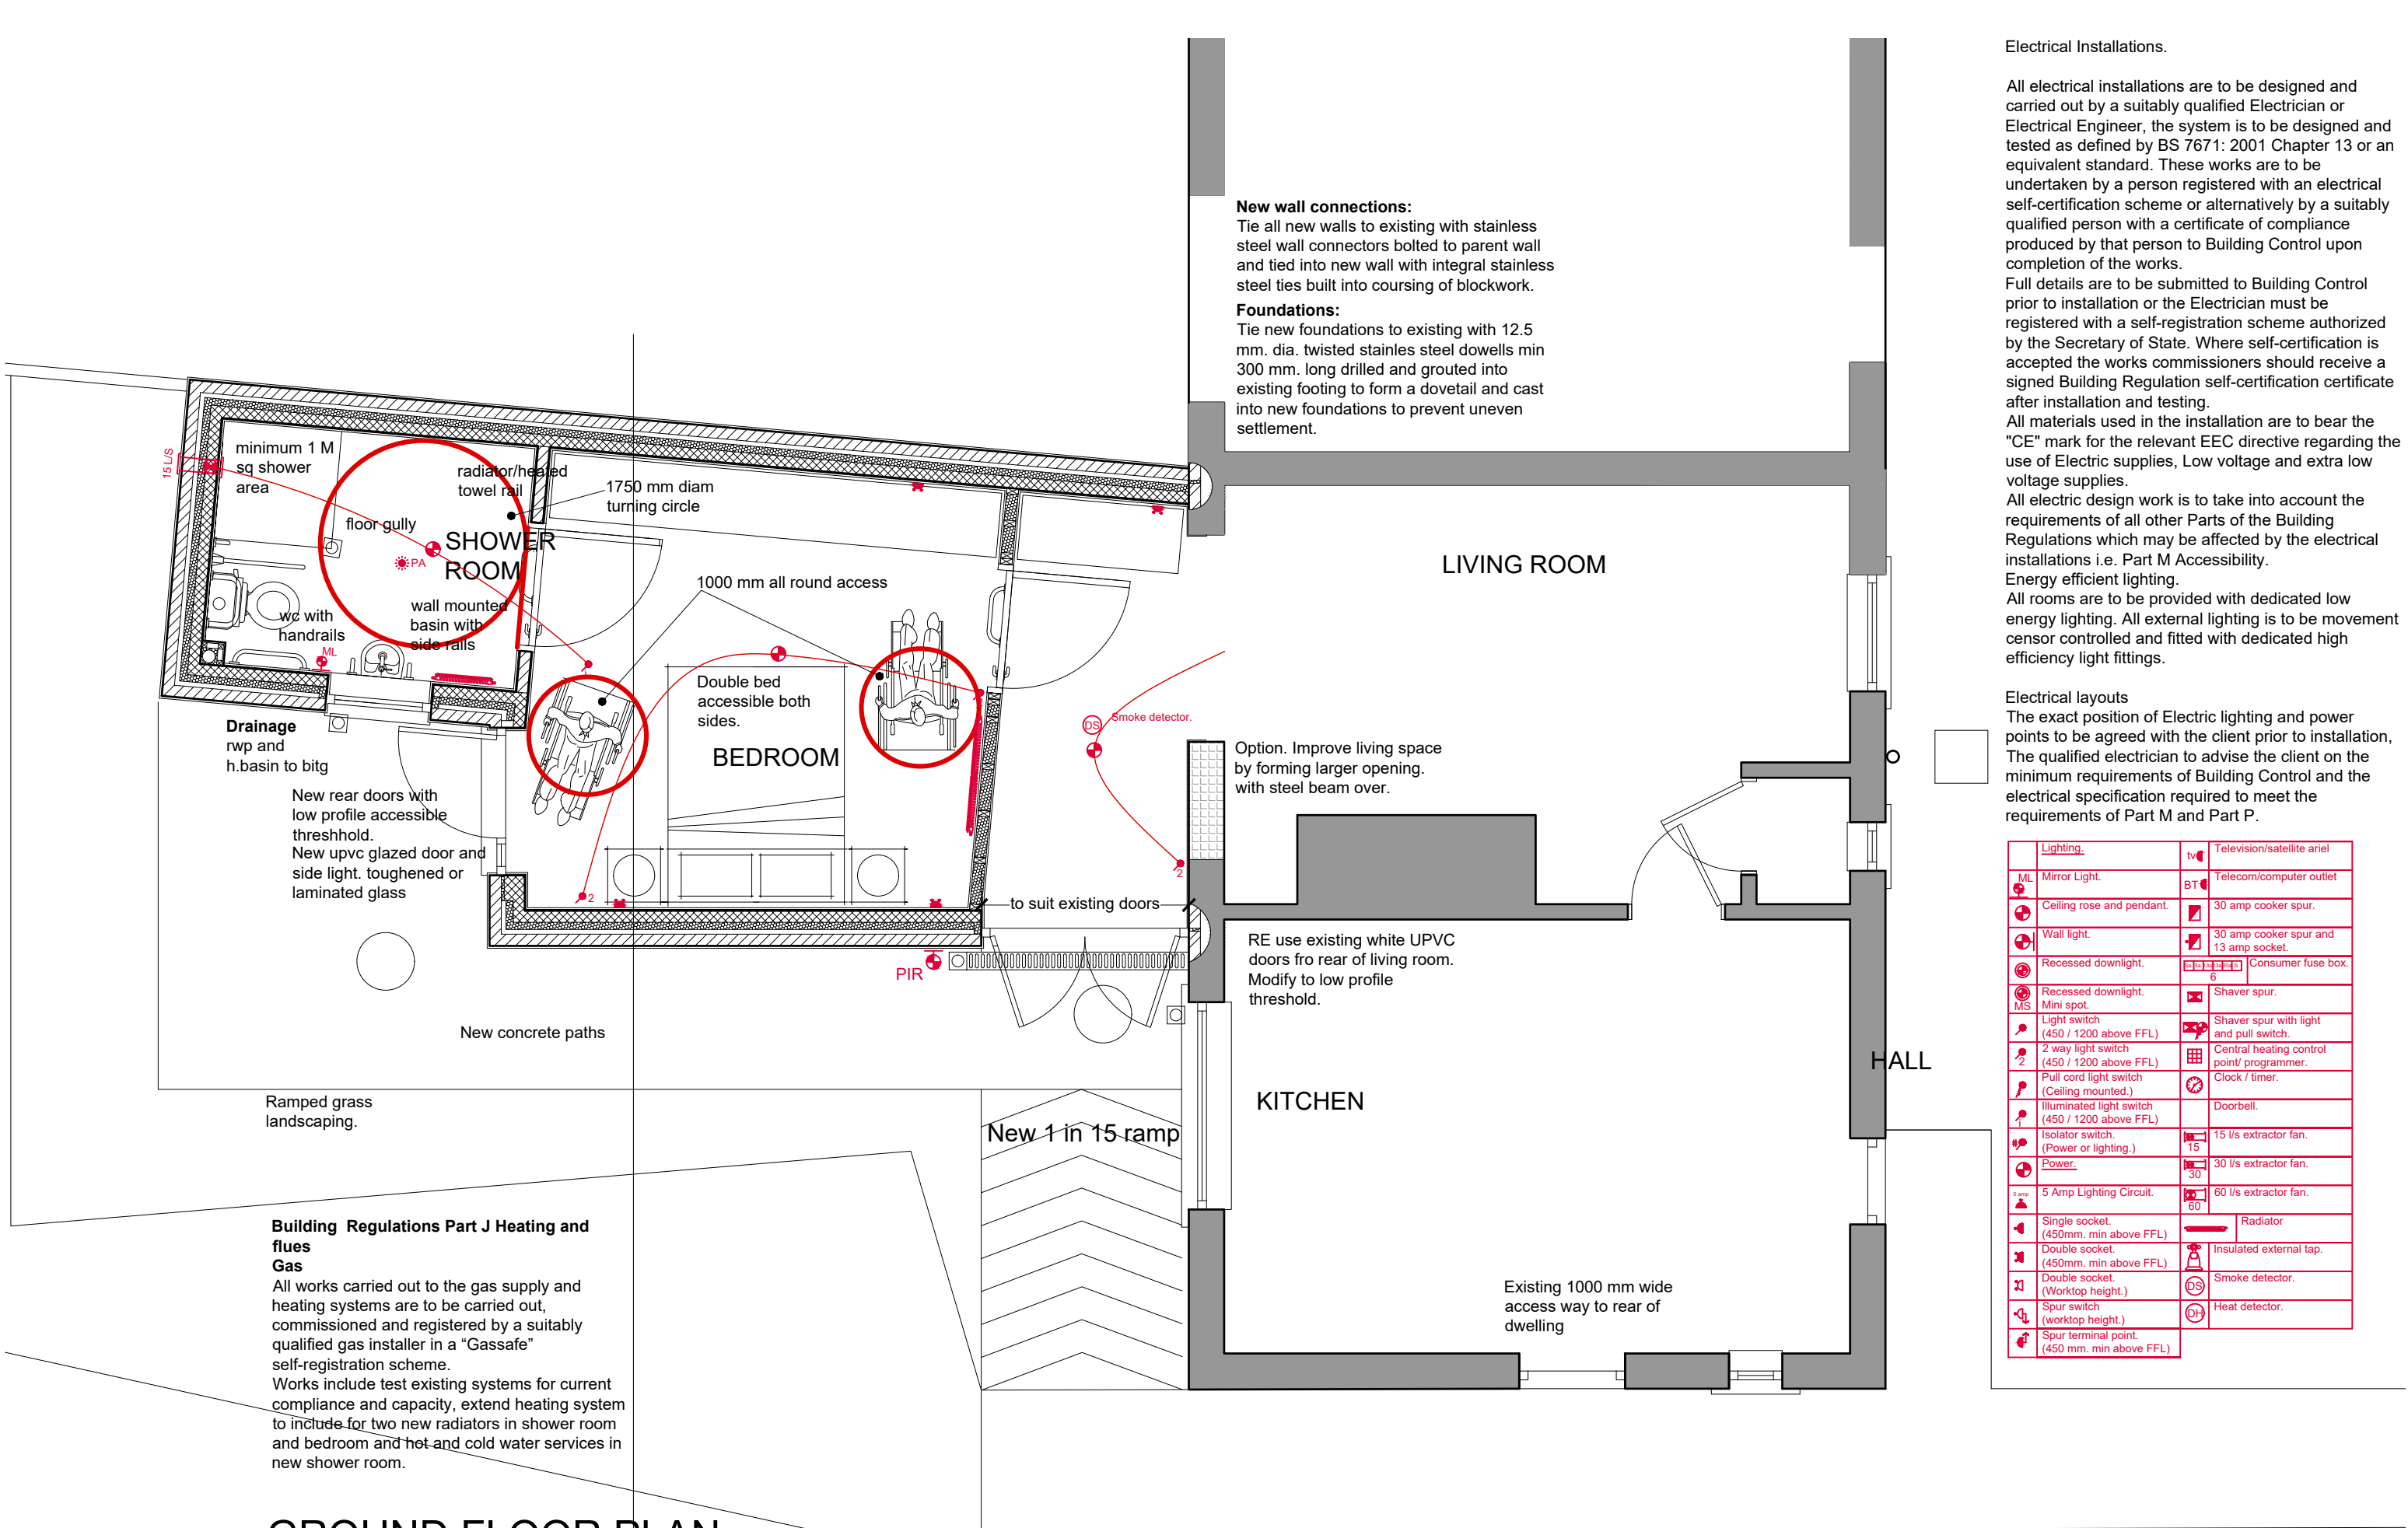 Electrical Installations.
All electrical installations are to be designed and
carried out by a suitably qualified Electrician or
Electrical Engineer, the system is to be designed and
tested as defined by BS 7671: 2001 Chapter 13 or an
equivalent standard. These works are to be
undertaken by a person registered with an electrical
self-certification scheme or alternatively by a suitably
qualified person with a certificate of compliance
produced by that person to Building Control upon
completion of the works.
Full details are to be submitted to Building Control
prior to installation or the Electrician must be
registered with a self-registration scheme authorized
by the Secretary of State. Where self-certification is
accepted the works commissioners should receive a
signed Building Regulation self-certification certificate
after installation and testing.
All materials used in the installation are to bear the
"CE" mark for the relevant EEC directive regarding the
use of Electric supplies, Low voltage and extra low
voltage supplies.
All electric design work is to take into account the
requirements of all other Parts of the Building
Regulations which may be affected by the electrical
installations i.e. Part M Accessibility.
Energy efficient lighting.
All rooms are to be provided with dedicated low
energy lighting. All external lighting is to be movement
censor controlled and fitted with dedicated high
efficiency light fittings.
Electrical layouts
The exact position of Electric lighting and power
points to be agreed with the client prior to installation,
The qualified electrician to advise the client on the
minimum requirements of Building Control and the
electrical specification required to meet the
requirements of Part M and Part P.
New wall connections:
Tie all new walls to existing with stainless
steel wall connectors bolted to parent wall
and tied into new wall with integral stainless
steel ties built into coursing of blockwork.
Foundations:
Tie new foundations to existing with 12.5
mm. dia. twisted stainles steel dowells min
300 mm. long drilled and grouted into
existing footing to form a dovetail and cast
into new foundations to prevent uneven
settlement.
15 L/S
minimum 1 M
sq shower
area
radiator/heated
towel rail
1750 mm diam
turning circle
floor gully
SHOWER
ROOM
PA
wc with
handrails
wall mounted
basin with
side rails
ML
1000 mm all round access
Double bed
accessible both
sides.
BEDROOM
2
DS
Smoke detector.
2
LIVING ROOM
Option. Improve living space
by forming larger opening.
with steel beam over.
Drainage
rwp and
h.basin to bitg
New rear doors with
low profile accessible
threshhold.
New upvc glazed door and
side light. toughened or
laminated glass
to suit existing doors
PIR
RE use existing white UPVC
doors fro rear of living room.
Modify to low profile
threshold.
New concrete paths
HALL
KITCHEN
Ramped grass
landscaping.
New 1 in 15 ramp
Existing 1000 mm wide
access way to rear of
dwelling
Building Regulations Part J Heating and
flues
Gas
All works carried out to the gas supply and
heating systems are to be carried out,
commissioned and registered by a suitably
qualified gas installer in a “Gassafe”
self-registration scheme.
Works include test existing systems for current
compliance and capacity, extend heating system
to include for two new radiators in shower room
and bedroom and hot and cold water services in
new shower room.
GROUND FLOOR PLAN
Lighting.
ML
Mirror Light.
Ceiling rose and pendant.
Wall light.
Recessed downlight.
MS
Recessed downlight.
Mini spot.
Light switch
(450 / 1200 above FFL)
2
2 way light switch
(450 / 1200 above FFL)
Pull cord light switch
(Ceiling mounted.)
Illuminated light switch
(450 / 1200 above FFL)
Isolator switch.
(Power or lighting.)
Power.
5 amp
5 Amp Lighting Circuit.
Single socket.
(450mm. min above FFL)
Double socket.
(450mm. min above FFL)
Double socket.
(Worktop height.)
Spur switch
(worktop height.)
Spur terminal point.
(450 mm. min above FFL)
tv
Television/satellite ariel
BT
Telecom/computer outlet
30 amp cooker spur.
30 amp cooker spur and
13 amp socket.
6
Consumer fuse box.
Shaver spur.
Shaver spur with light
and pull switch.
Central heating control
point/ programmer.
Clock / timer.
Doorbell.
15
15 l/s extractor fan.
30
30 l/s extractor fan.
60
60 l/s extractor fan.
Radiator
Insulated external tap.
DS
Smoke detector.
DH
Heat detector.